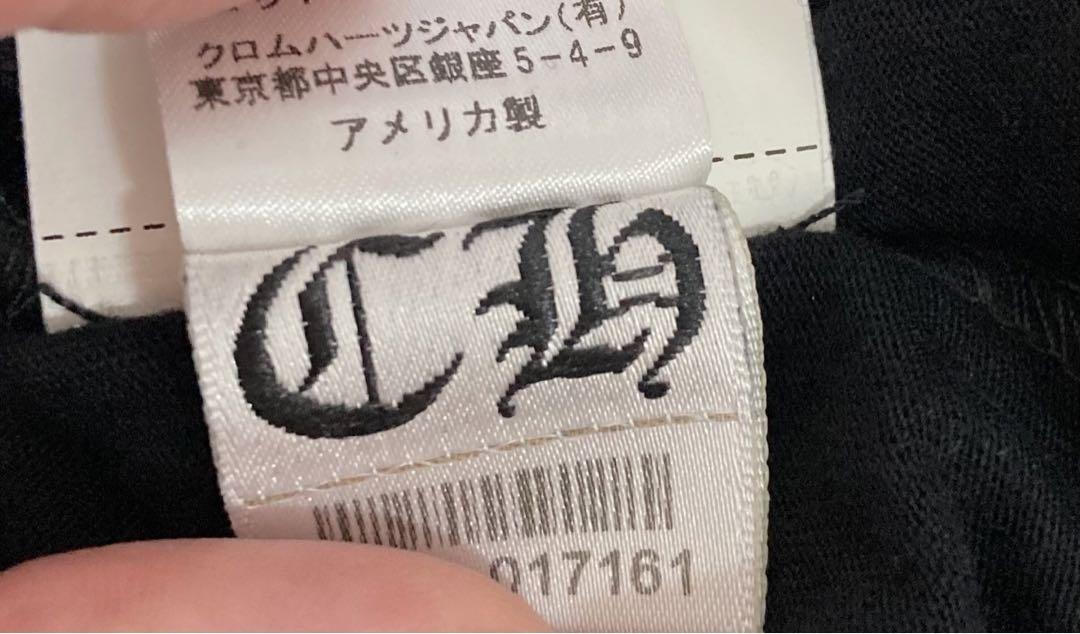 クロムハーツジャパン(有)
東京都中央区銀座5-4-9
アメリカ製
CH
017161